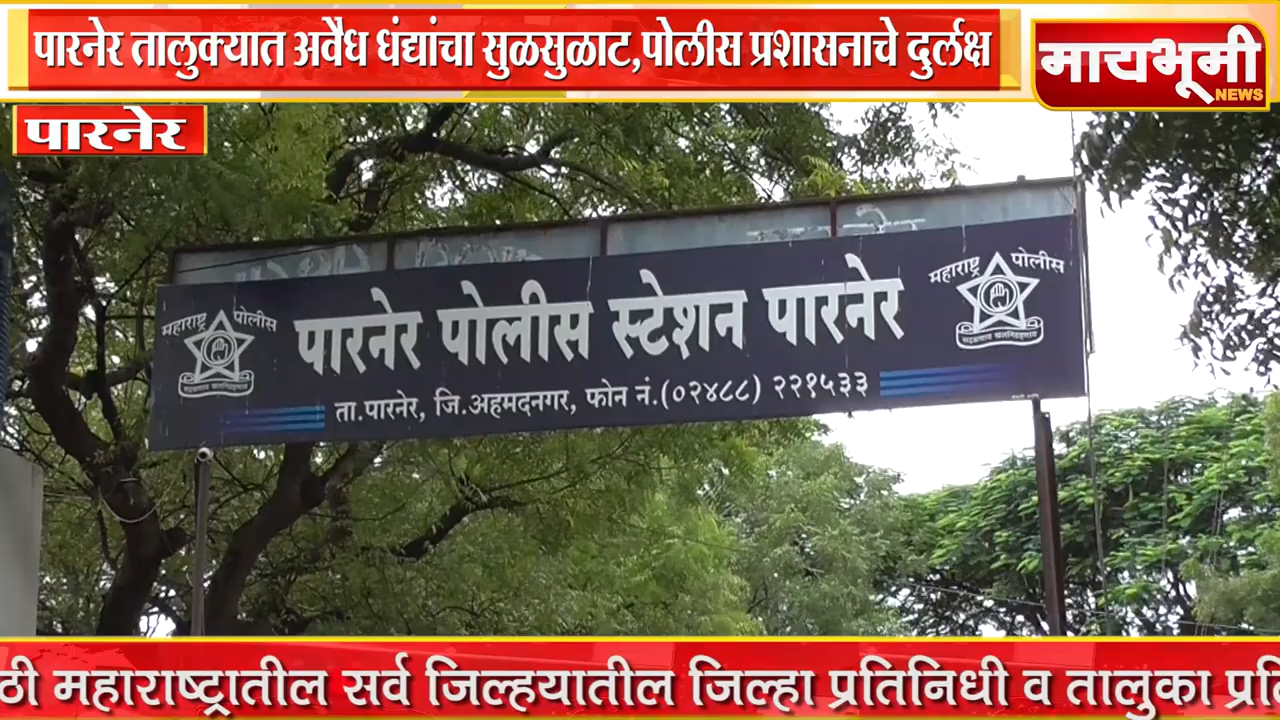 पारनेर तालुक्यात अवैध धंद्यांचा सुळसुळाट,पोलीस प्रशासनाचे दुर्लक्ष
मायभूमी
NEWS
पारनेर
महाराष्ट्र पोलीस
पारनेर पोलीस स्टेशन पारनेर
महाराष्ट्र पोलीस
ता.पारनेर, जि.अहमदनगर, फोन नं.(०२४८८) २२१५३३
ठी महाराष्ट्रातील सर्व जिल्हयातील जिल्हा प्रतिनिधी व तालुका प्रति